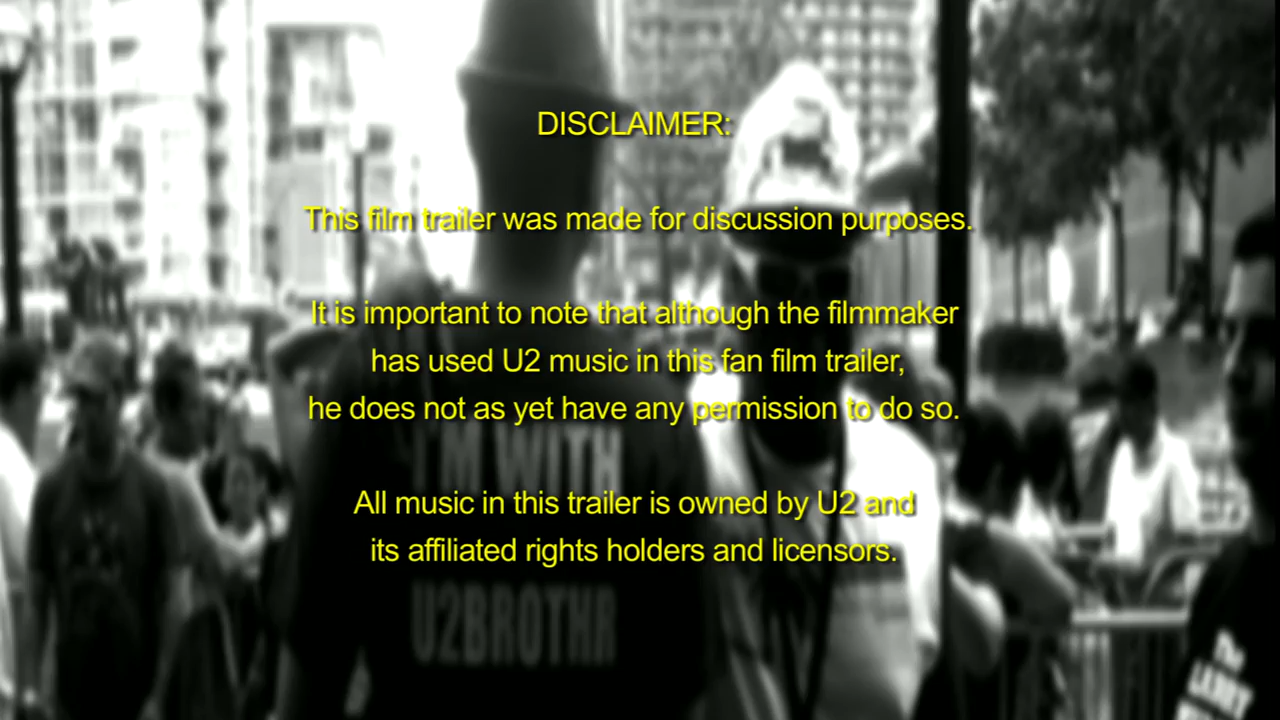 DISCLAIMER:
This film trailer was made for discussion purposes.
It is important to note that although the filmmaker
has used U2 music in this fan film trailer,
he does not as yet have any permission to do so.
I'M WITH
All music in this trailer is owned by U2 and
its affiliated rights holders and licensors.
U2BROTHR